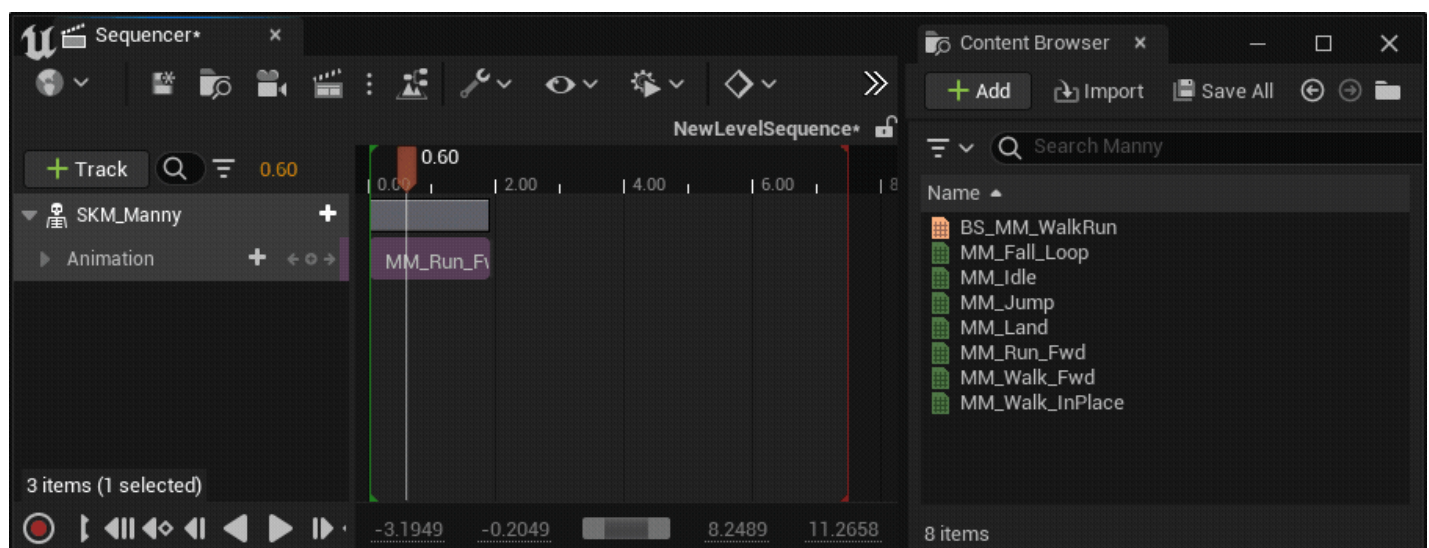 Sequencer*
NewLevelSequence*
Track
0.60
0.60
0.00
2.00
4.00
6.00
8
SKM_Manny
Animation
MM_Run_Fv
3 items (1 selected)
-3.1949
-0.2049
8.2489
11.2658
Content Browser
Add
Import
Save All
Search Manny
Name
BS_MM_WalkRun
MM_Fall_Loop
MM_Idle
MM_Jump
MM_Land
MM_Run_Fwd
MM_Walk_Fwd
MM_Walk_InPlace
8 items